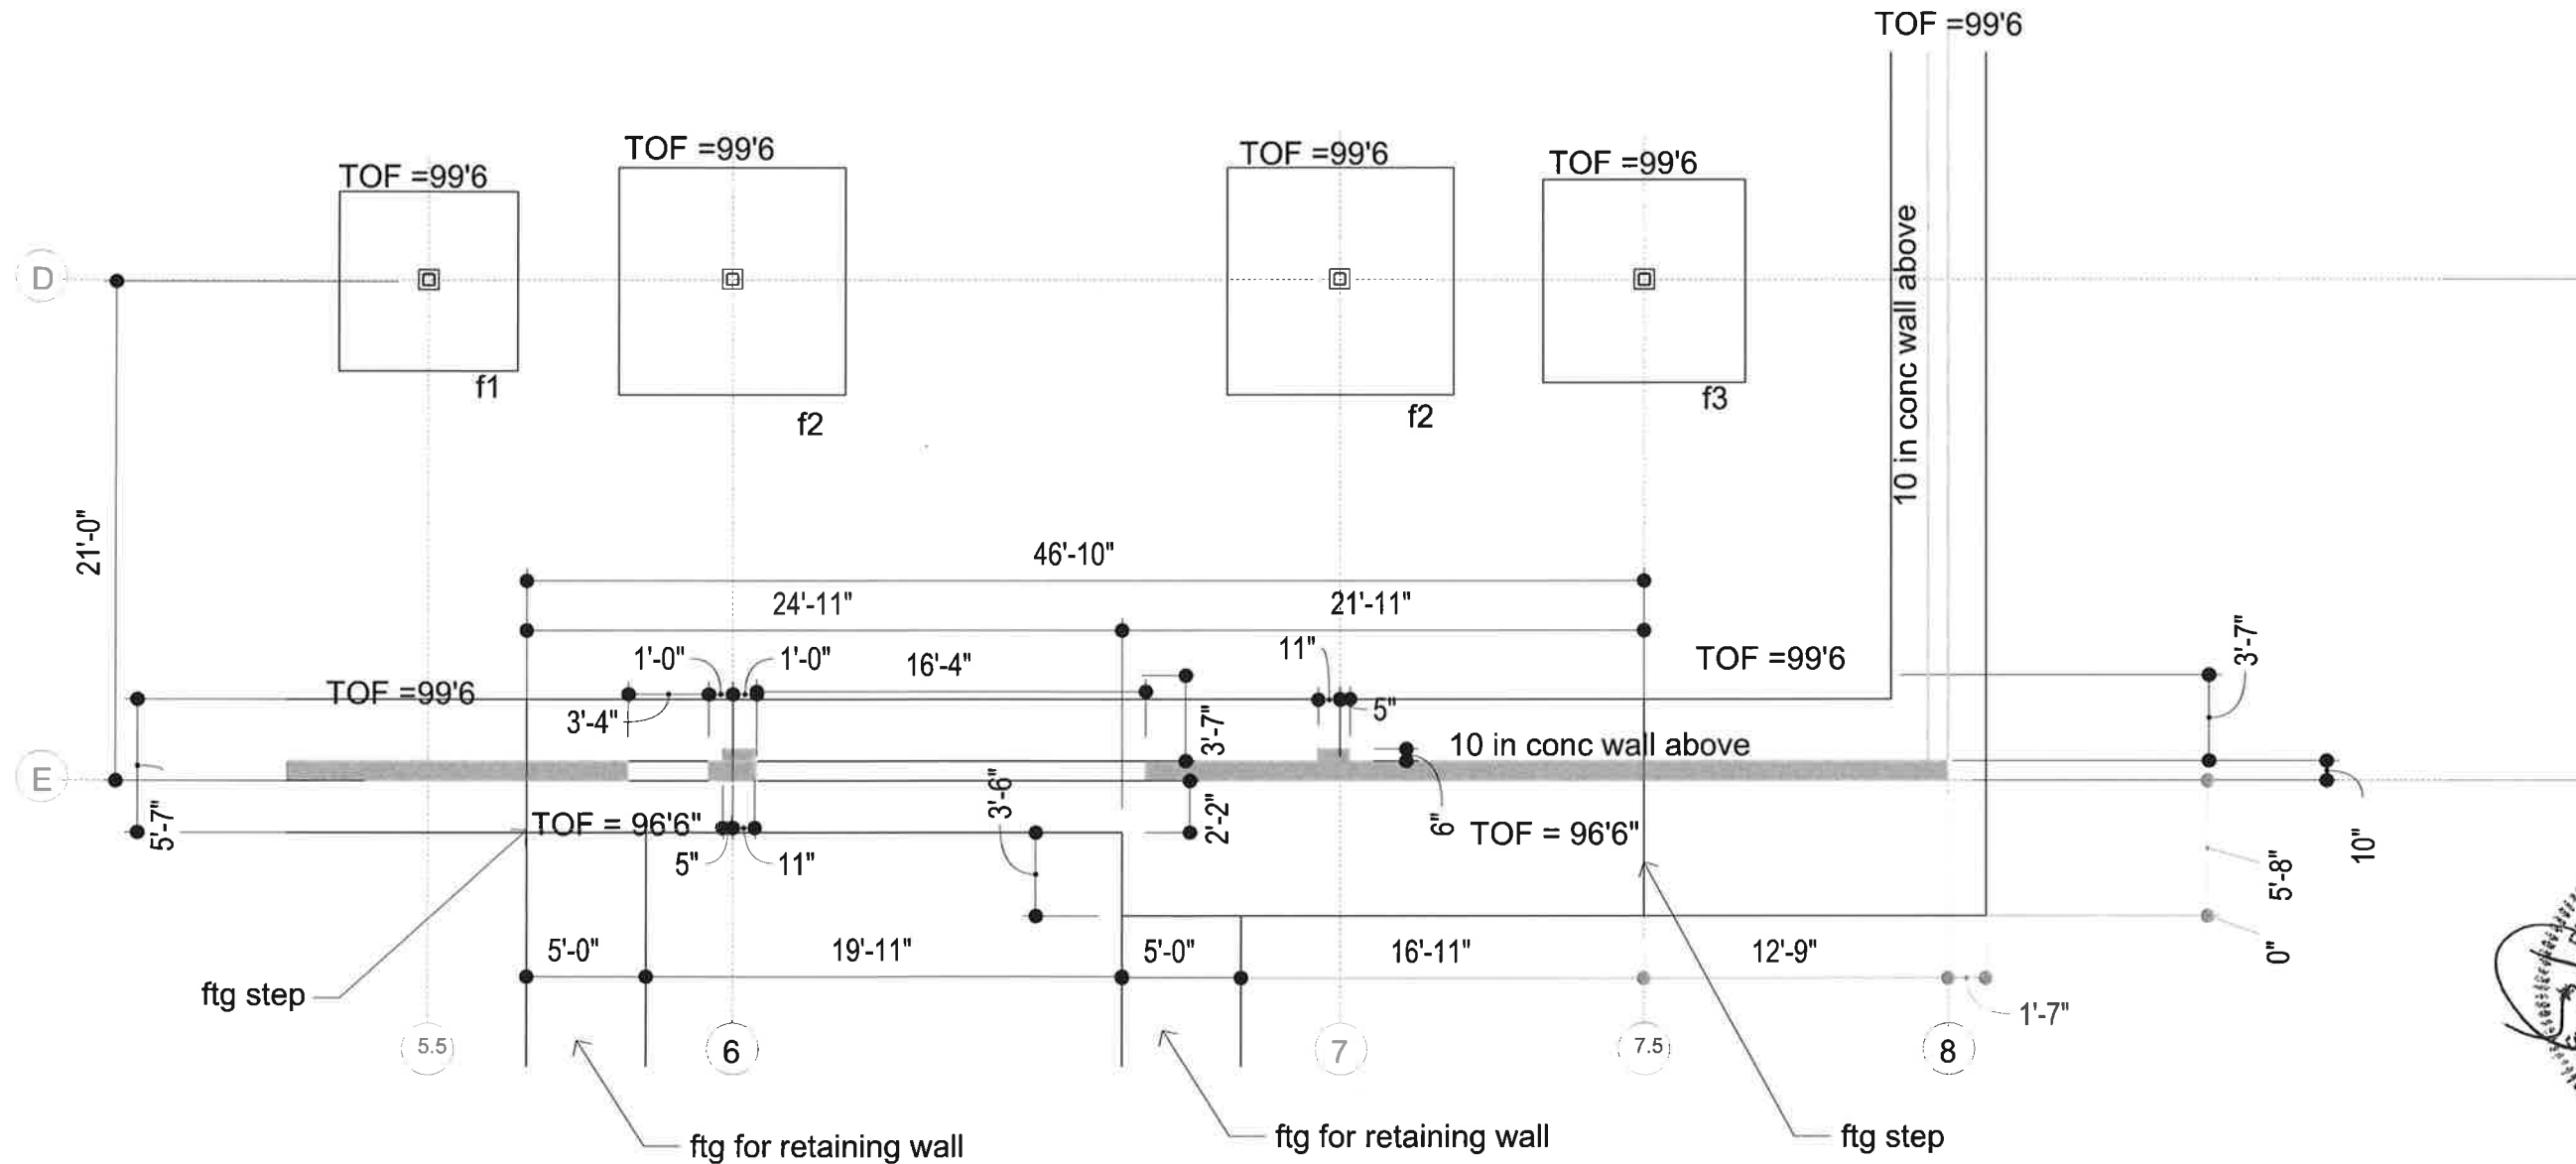 TOF =99'6
TOF =99'6
TOF =99'6
TOF =99'6
TOF =99'6
10 in conc wall above
D
f1
f2
f2
f3
21'-0"
46'-10"
24'-11"
21'-11"
1'-0"
1'-0"
16'-4"
11"
TOF =99'6
3'-7"
TOF =99'6
3'-4"
5"
3'-7"
10 in conc wall above
E
5'-7"
TOF = 96'6"
3'-6"
2'-2"
6"
TOF = 96'6"
10"
5"
11"
5'-8"
5'-0"
19'-11"
5'-0"
16'-11"
12'-9"
0"
ftg step
1'-7"
5.5
6
7
7.5
8
ftg for retaining wall
ftg for retaining wall
ftg step